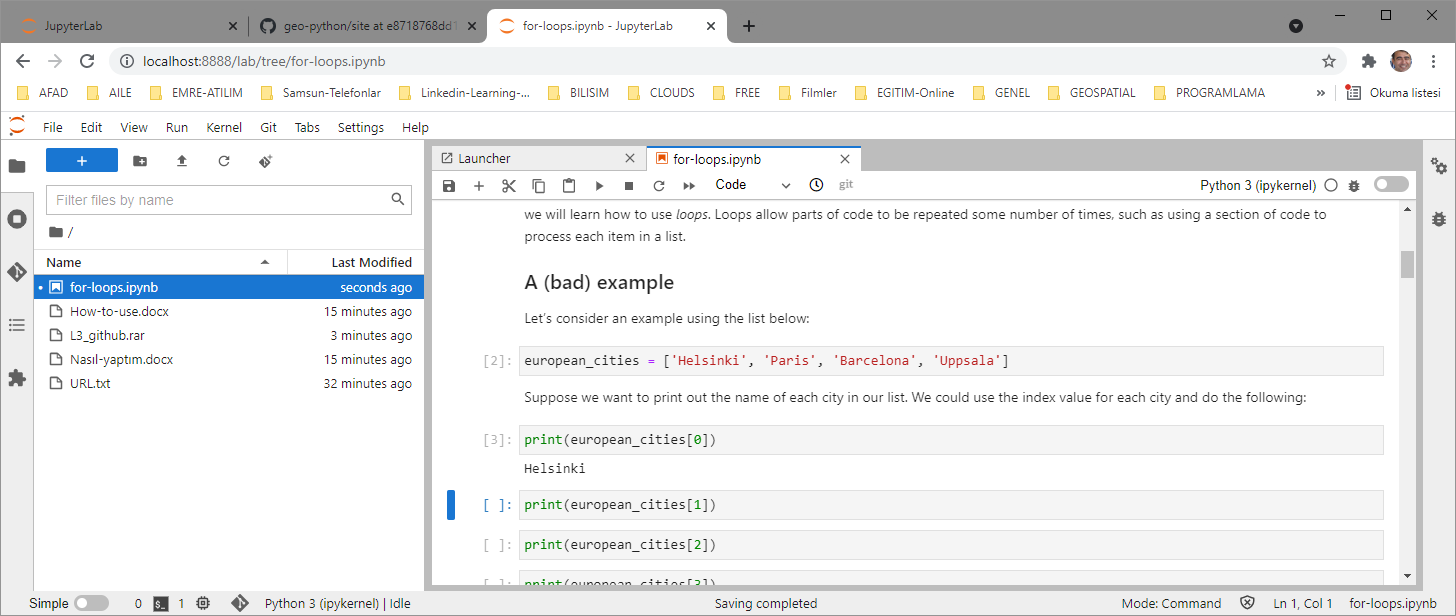 JupyterLab
geo-python/site at e8718768dd1
for-loops.ipynb - JupyterLab
localhost:8888/lab/tree/for-loops.ipynb
AFAD AILE EMRE-ATILIM Samsun-Telefonlar Linkedin-Learning-... BILISIM CLOUDS FREE Filmler EGITIM-Online GENEL GEOSPATIAL PROGRAMLAMA » Okuma listesi
File Edit View Run Kernel Git Tabs Settings Help
Filter files by name
/
Name Last Modified
for-loops.ipynb seconds ago
How-to-use.docx 15 minutes ago
L3_github.rar 3 minutes ago
Nasıl-yaptım.docx 15 minutes ago
URL.txt 32 minutes ago
Launcher for-loops.ipynb
Code git Python 3 (ipykernel)
we will learn how to use loops. Loops allow parts of code to be repeated some number of times, such as using a section of code to
process each item in a list.
A (bad) example
Let's consider an example using the list below:
[2]: european_cities = ['Helsinki', 'Paris', 'Barcelona', 'Uppsala']
Suppose we want to print out the name of each city in our list. We could use the index value for each city and do the following:
[3]: print(european_cities[0])
Helsinki
[ ]: print(european_cities[1])
[ ]: print(european_cities[2])
[ ]: print(european_cities[3])
Simple 0 $_ 1 Python 3 (ipykernel) | Idle Saving completed Mode: Command Ln 1, Col 1 for-loops.ipynb